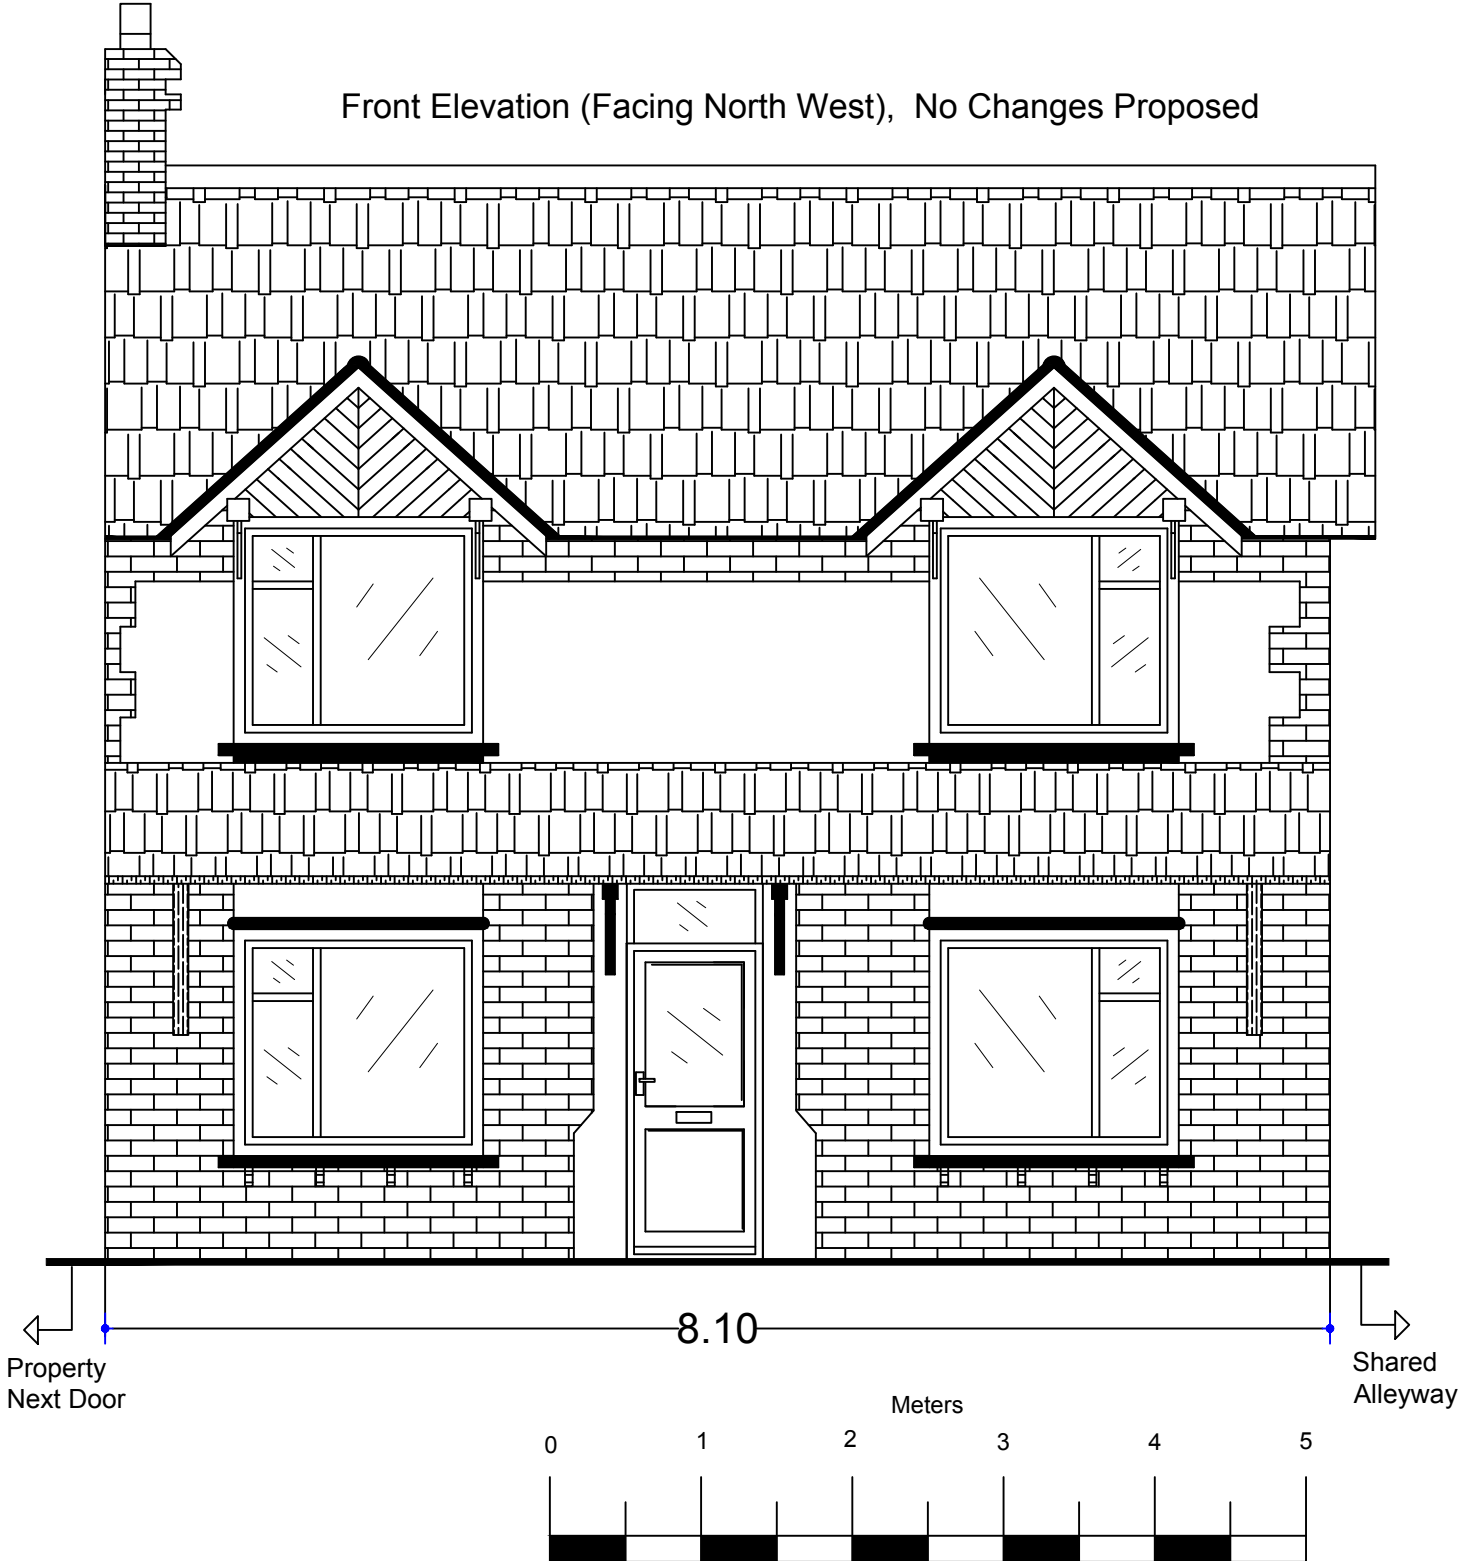 Front Elevation (Facing North West), No Changes Proposed
8.10
Property
Next Door
Shared
Alleyway
Meters
0 1 2 3 4 5